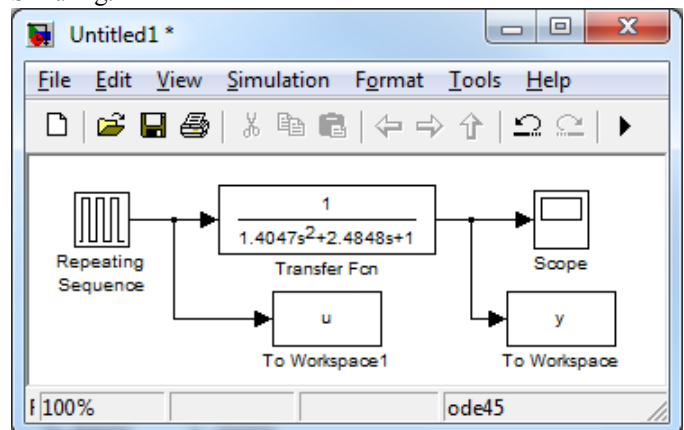 Untitled1 *
File Edit View Simulation Format Tools Help
1
1.4047s2+2.4848s+1
Repeating
Sequence
Transfer Fcn
Scope
u
y
To Workspace1
To Workspace
100%
ode45